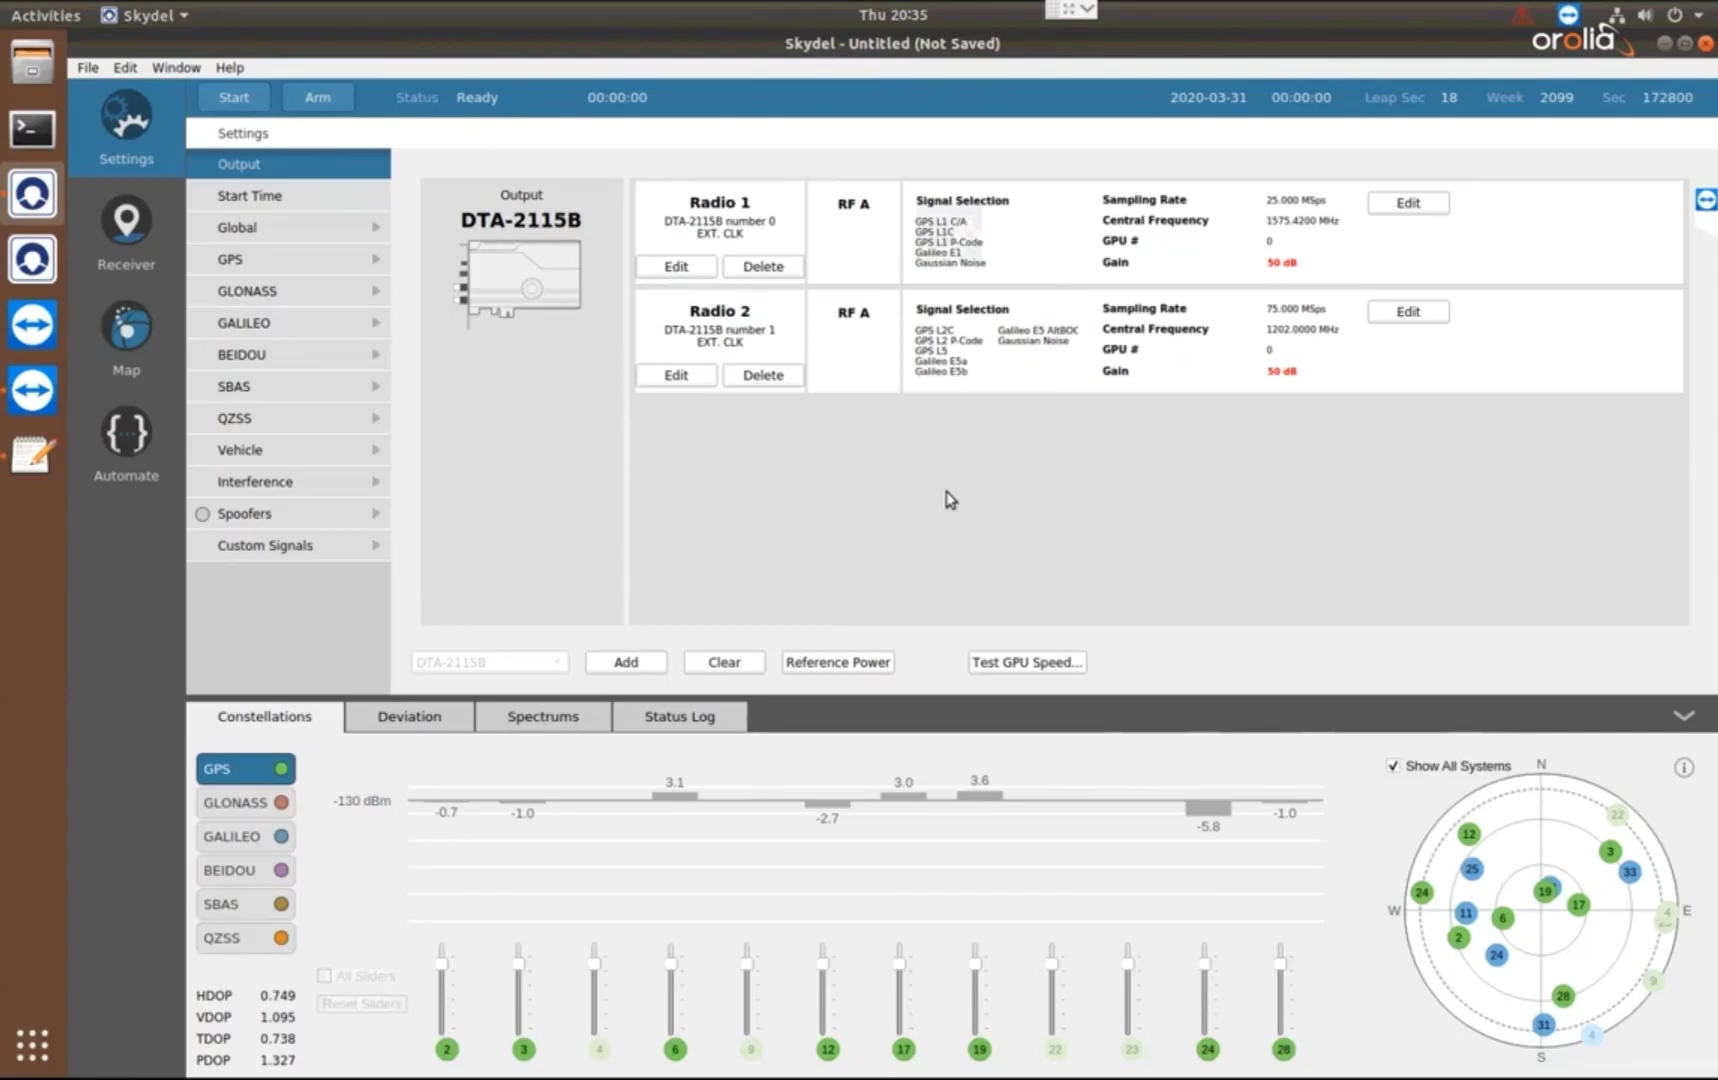 Activities Skydel Thu 20:35
Skydel - Untitled (Not Saved)
orolia
File Edit Window Help
Start Arm Status Ready 00:00:00 2020-03-31 00:00:00 Leap Sec 18 Week 2099 Sec 172800
Settings
Receiver
Map
Automate
Settings
Output
Start Time
Global
GPS
GLONASS
GALILEO
BEIDOU
SBAS
QZSS
Vehicle
Interference
Spoofers
Custom Signals
Output
DTA-2115B
Radio 1
DTA-2115B number 0
EXT. CLK
Edit Delete
RF A
Signal Selection
GPS L1 C/A
GPS L1C
GPS L1 P-Code
Galileo E1
Gaussian Noise
Sampling Rate 25.000 MSps
Central Frequency 1575.4200 MHz
GPU # 0
Gain 50 dB
Edit
Radio 2
DTA-2115B number 1
EXT. CLK
Edit Delete
RF A
Signal Selection
GPS L2C Galileo E5 AltBOC
GPS L2 P-Code Gaussian Noise
GPS L5
Galileo E5a
Galileo E5b
Sampling Rate 75.000 MSps
Central Frequency 1202.0000 MHz
GPU # 0
Gain 50 dB
Edit
DTA-2115B Add Clear Reference Power Test GPU Speed...
Constellations Deviation Spectrums Status Log
GPS
GLONASS
GALILEO
BEIDOU
SBAS
QZSS
HDOP 0.749
VDOP 1.095
TDOP 0.738
PDOP 1.327
-130 dBm
3.1 3.0 3.6
-0.7 -1.0 -2.7 -5.8 -1.0
All Sliders
Reset Sliders
2 3 4 6 9 12 17 19 22 23 24 28
Show All Systems
N
22
12
3
25
33
24
19
17
W
11
6
4
E
2
24
9
28
31
4
S